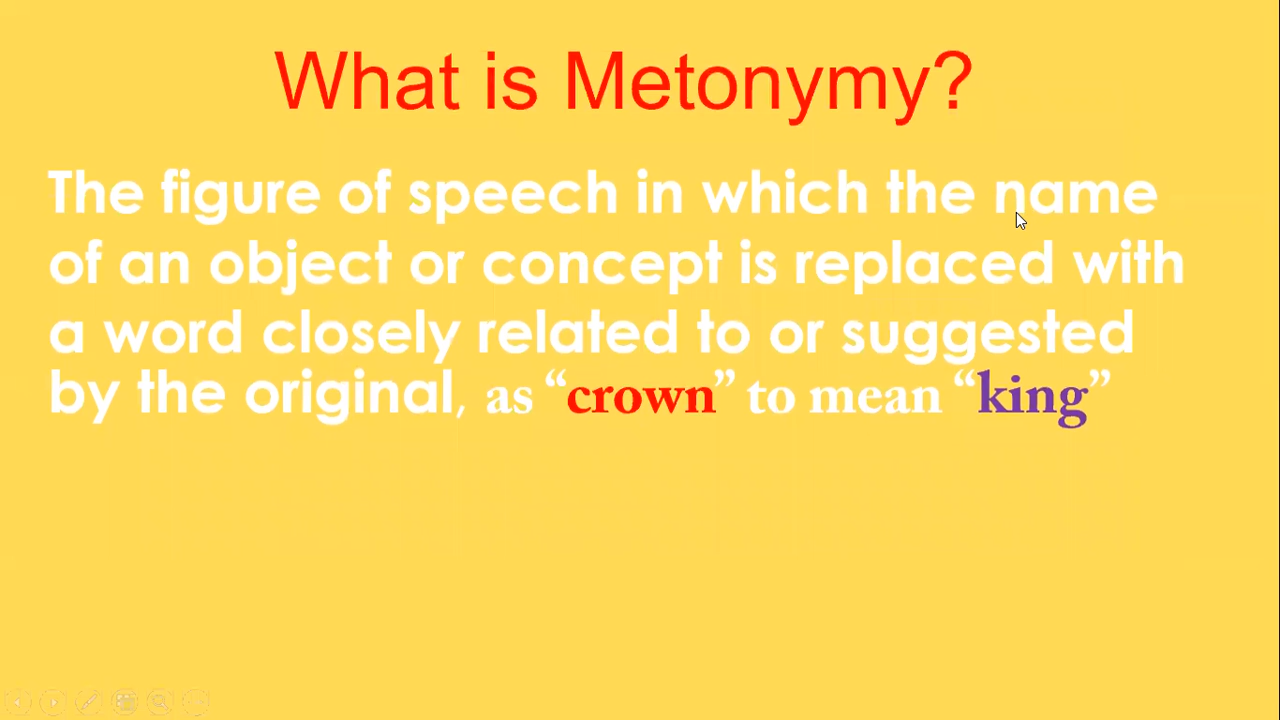 What is Metonymy?
The figure of speech in which the name
of an object or concept is replaced with
a word closely related to or suggested
by the original, as “crown” to mean “king”